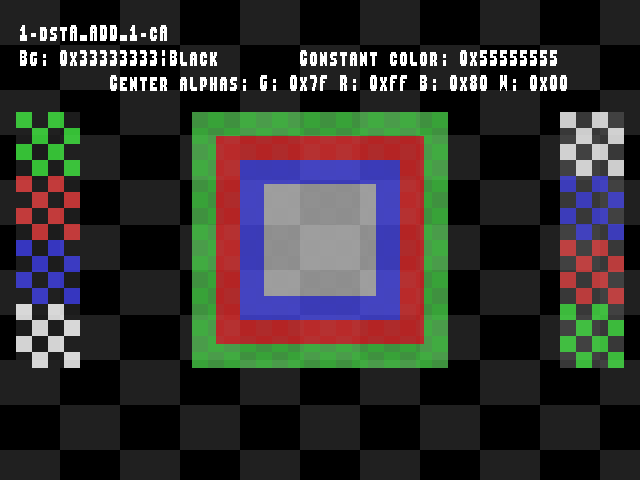 1-dstA_ADD_1-cA
Bg: 0x33333333¦Black Constant color: 0x55555555
Center alphas: G: 0x7F R: 0xFF B: 0x80 W: 0x00